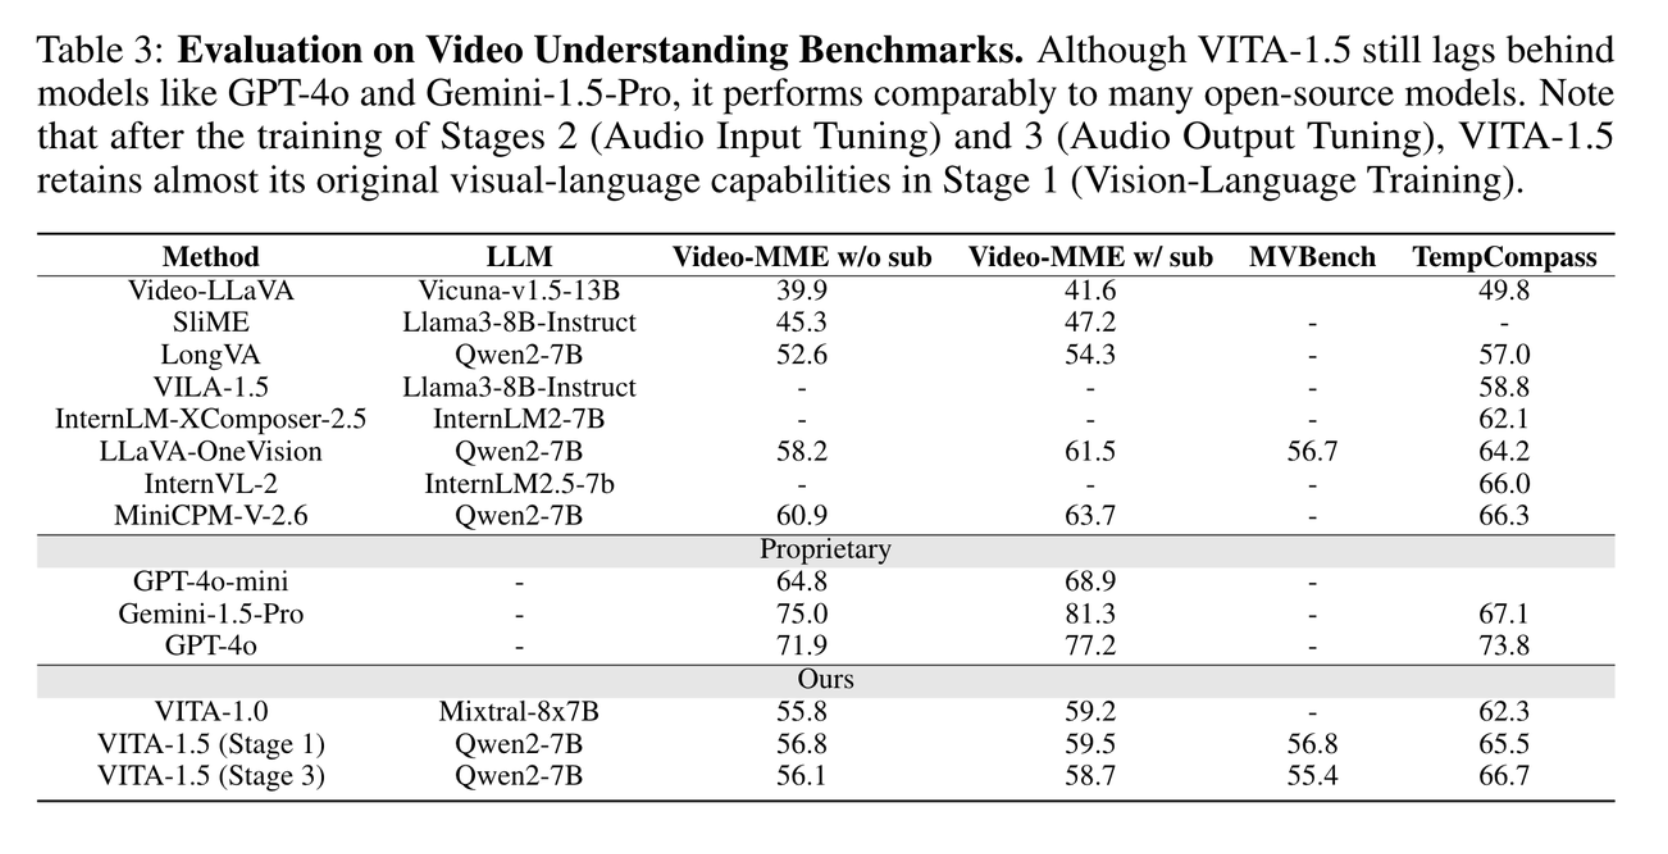 Table 3: Evaluation on Video Understanding Benchmarks. Although VITA-1.5 still lags behind
models like GPT-4o and Gemini-1.5-Pro, it performs comparably to many open-source models. Note
that after the training of Stages 2 (Audio Input Tuning) and 3 (Audio Output Tuning), VITA-1.5
retains almost its original visual-language capabilities in Stage 1 (Vision-Language Training).
Method LLM Video-MME w/o sub Video-MME w/ sub MVBench TempCompass
Video-LLaVA Vicuna-v1.5-13B 39.9 41.6 49.8
SliME Llama3-8B-Instruct 45.3 47.2 - -
LongVA Qwen2-7B 52.6 54.3 - 57.0
VILA-1.5 Llama3-8B-Instruct - - - 58.8
InternLM-XComposer-2.5 InternLM2-7B - - - 62.1
LLaVA-OneVision Qwen2-7B 58.2 61.5 56.7 64.2
InternVL-2 InternLM2.5-7b - - - 66.0
MiniCPM-V-2.6 Qwen2-7B 60.9 63.7 - 66.3
Proprietary
GPT-4o-mini - 64.8 68.9 -
Gemini-1.5-Pro - 75.0 81.3 - 67.1
GPT-4o - 71.9 77.2 - 73.8
Ours
VITA-1.0 Mixtral-8x7B 55.8 59.2 - 62.3
VITA-1.5 (Stage 1) Qwen2-7B 56.8 59.5 56.8 65.5
VITA-1.5 (Stage 3) Qwen2-7B 56.1 58.7 55.4 66.7